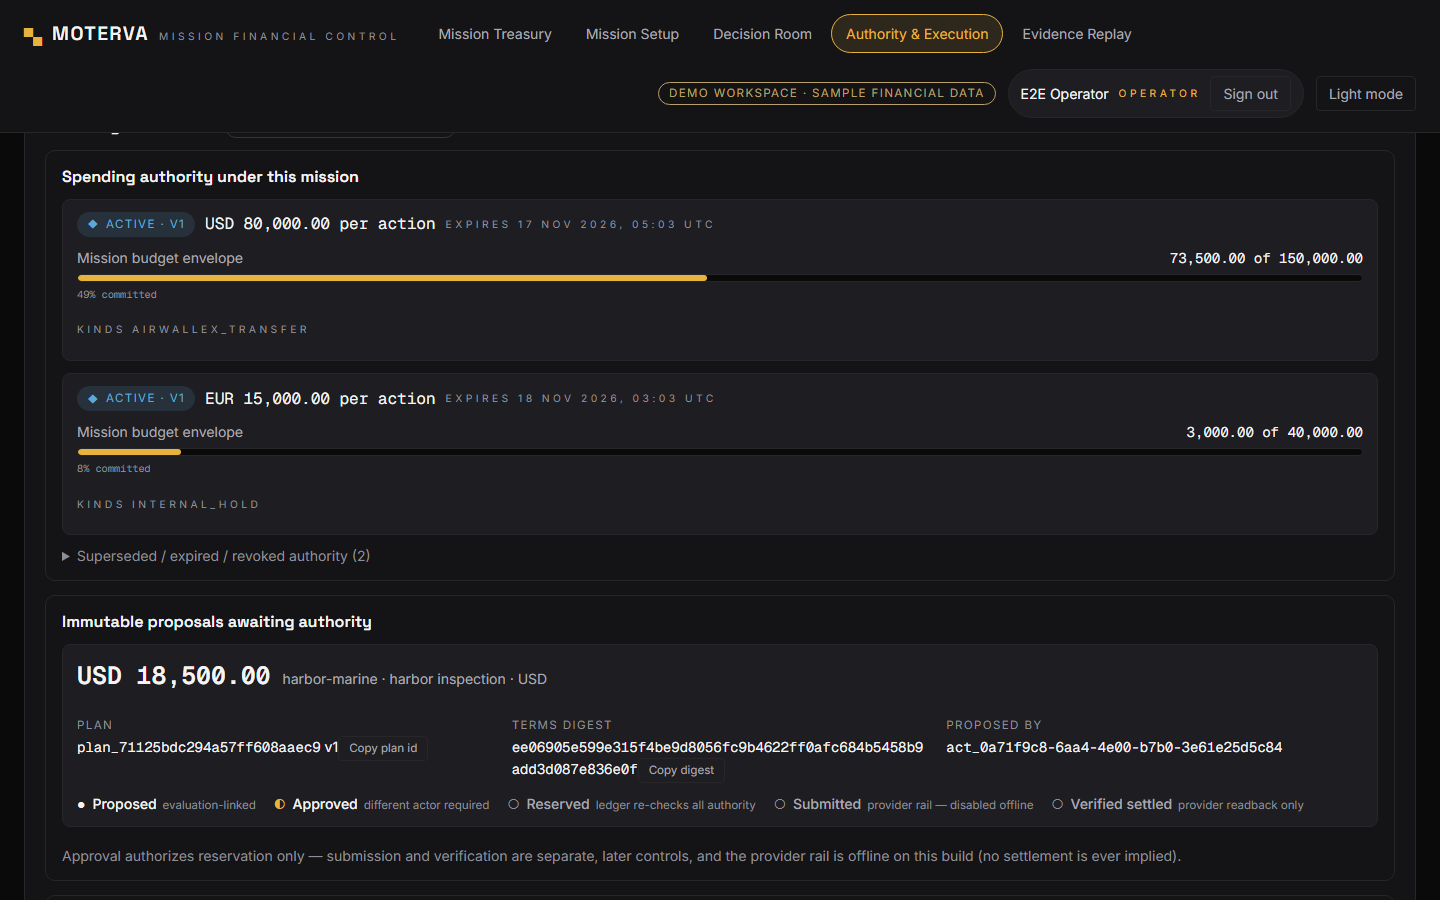 MOTERVA MISSION FINANCIAL CONTROL
Mission Treasury
Mission Setup
Decision Room
Authority & Execution
Evidence Replay
DEMO WORKSPACE · SAMPLE FINANCIAL DATA
E2E Operator OPERATOR
Sign out
Light mode
Spending authority under this mission
◆ ACTIVE · V1 USD 80,000.00 per action EXPIRES 17 NOV 2026, 05:03 UTC
Mission budget envelope 73,500.00 of 150,000.00
49% committed
KINDS AIRWALLEX_TRANSFER
◆ ACTIVE · V1 EUR 15,000.00 per action EXPIRES 18 NOV 2026, 03:03 UTC
Mission budget envelope 3,000.00 of 40,000.00
8% committed
KINDS INTERNAL_HOLD
▶ Superseded / expired / revoked authority (2)
Immutable proposals awaiting authority
USD 18,500.00 harbor-marine · harbor inspection · USD
PLAN
plan_71125bdc294a57ff608aaec9 v1 Copy plan id
TERMS DIGEST
ee06905e599e315f4be9d8056fc9b4622ff0afc684b5458b9
add3d087e836e0f Copy digest
PROPOSED BY
act_0a71f9c8-6aa4-4e00-b7b0-3e61e25d5c84
● Proposed evaluation-linked ◐ Approved different actor required ○ Reserved ledger re-checks all authority ○ Submitted provider rail — disabled offline ○ Verified settled provider readback only
Approval authorizes reservation only — submission and verification are separate, later controls, and the provider rail is offline on this build (no settlement is ever implied).